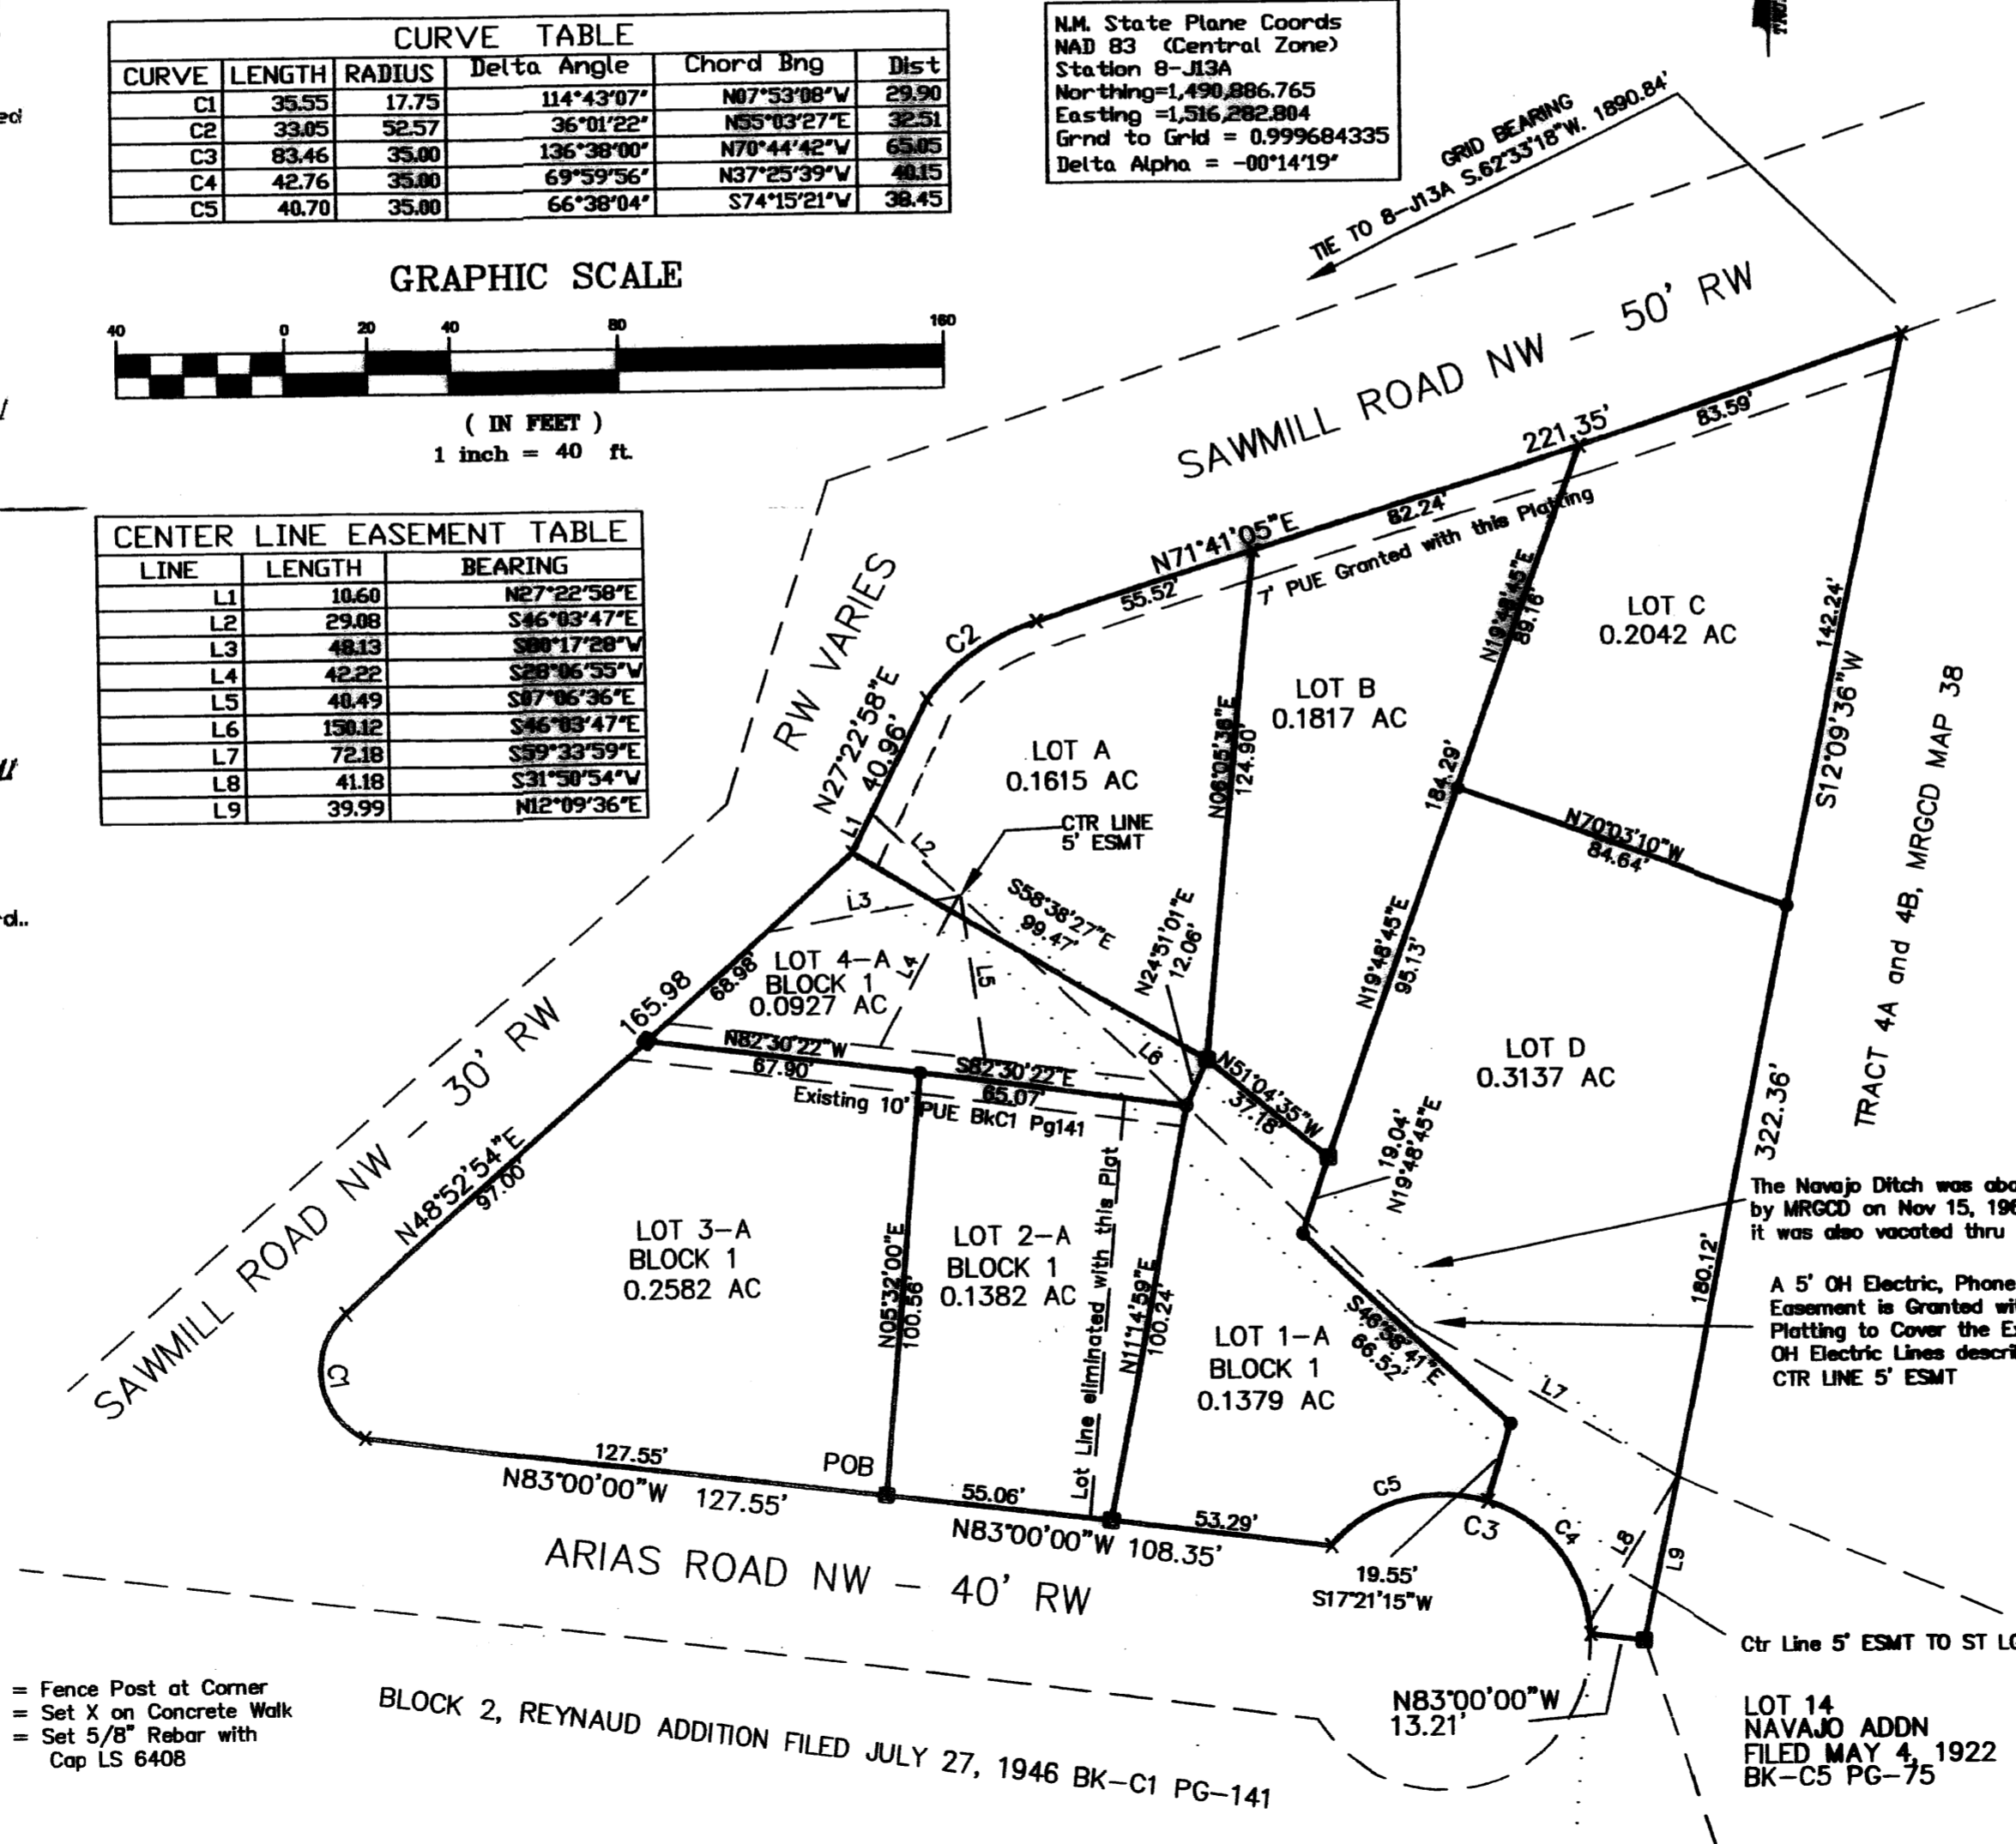 ed
CURVE TABLE
CURVE LENGTH RADIUS Delta Angle Chord Bng Dist
C1 35.55 17.75 114°43'07" N07°53'08"W 29.90
C2 33.05 52.57 36°01'22" N55°03'27"E 32.51
C3 83.46 35.00 136°38'00" N70°44'42"W 65.05
C4 42.76 35.00 69°59'56" N37°25'39"W 40.15
C5 40.70 35.00 66°38'04" S74°15'21"W 38.45
N.M. State Plane Coords
NAD 83 (Central Zone)
Station 8-J13A
Northing=1,490,886.765
Easting =1,516,282.804
Grnd to Grid = 0.999684335
Delta Alpha = -00°14'19"
GRID BEARING
TIE TO 8-J13A S.62°33'18"W. 1890.84'
GRAPHIC SCALE
40 0 20 40 80 160
( IN FEET )
1 inch = 40 ft.
CENTER LINE EASEMENT TABLE
LINE LENGTH BEARING
L1 10.60 N27°22'58"E
L2 29.08 S46°03'47"E
L3 48.13 S80°17'28"W
L4 42.22 S28°06'55"W
L5 40.49 S07°06'36"E
L6 150.12 S46°03'47"E
L7 72.18 S59°33'59"E
L8 41.18 S31°50'54"W
L9 39.99 N12°09'36"E
SAWMILL ROAD NW - 50' RW
221.35'
83.59'
82.24'
N71°41'05"E
55.52'
7' PUE Granted with this Platting
C2
RW VARIES
N27°22'58"E
40.96'
L1
L2
LOT A
0.1615 AC
CTR LINE
5' ESMT
N06°05'36"E
124.90'
LOT B
0.1817 AC
N19°48'45"E
89.16'
LOT C
0.2042 AC
142.24'
S12°09'36"W
184.29'
N70°03'10"W
84.64'
TRACT 4A and 4B, MRGCD MAP 38
L3
L4
L5
S58°38'27"E
99.47'
N24°51'01"E
12.06'
N19°48'45"E
95.13'
LOT 4-A
BLOCK 1
0.0927 AC
68.98'
165.98
N82°30'22"W
67.90'
S82°30'22"E
65.07'
Existing 10' PUE BkC1 Pg141
L6
N51°04'35"W
37.18'
LOT D
0.3137 AC
19.04'
N19°48'45"E
322.36'
180.12'
SAWMILL ROAD NW - 30' RW
N48°52'54"E
97.00'
LOT 3-A
BLOCK 1
0.2582 AC
N05°32'00"E
100.56'
LOT 2-A
BLOCK 1
0.1382 AC
Lot Line eliminated with this Plat
N11°14'59"E
100.24'
LOT 1-A
BLOCK 1
0.1379 AC
S46°58'41"E
66.52'
L7
The Navajo Ditch was
by MRGCD on Nov 15,
it was also vacated thru
A 5' OH Electric, Phone
Easement is Granted
Platting to Cover the
OH Electric Lines
CTR LINE 5' ESMT
C1
127.55'
N83°00'00"W 127.55'
POB
55.06'
N83°00'00"W 108.35'
53.29'
C5
C3
C4
L8
L9
19.55'
S17°21'15"W
ARIAS ROAD NW - 40' RW
Ctr Line 5' ESMT TO ST
N83°00'00"W
13.21'
LOT 14
NAVAJO ADDN
FILED MAY 4, 1922
BK-C5 PG-75
= Fence Post at Corner
= Set X on Concrete Walk
= Set 5/8" Rebar with
Cap LS 6408
BLOCK 2, REYNAUD ADDITION FILED JULY 27, 1946 BK-C1 PG-141